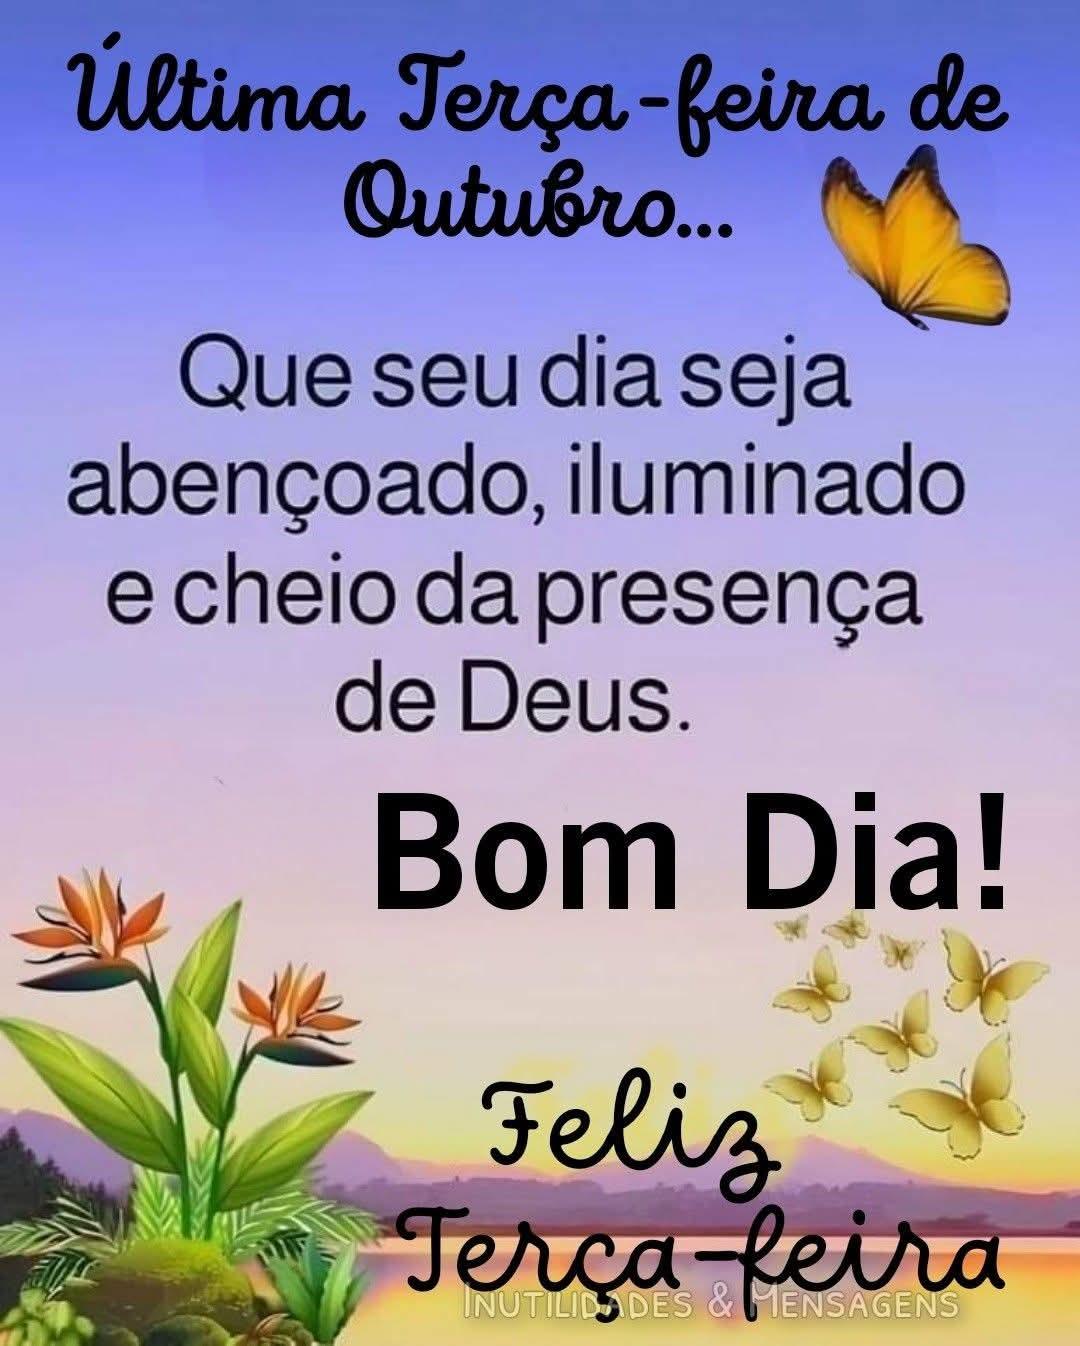 Última Terça-feira de
Outubro...
Que seu dia seja
abençoado, iluminado
e cheio da presença
de Deus.
Bom Dia!
Feliz
Terça-feira
INUTILIDADES & MENSAGENS